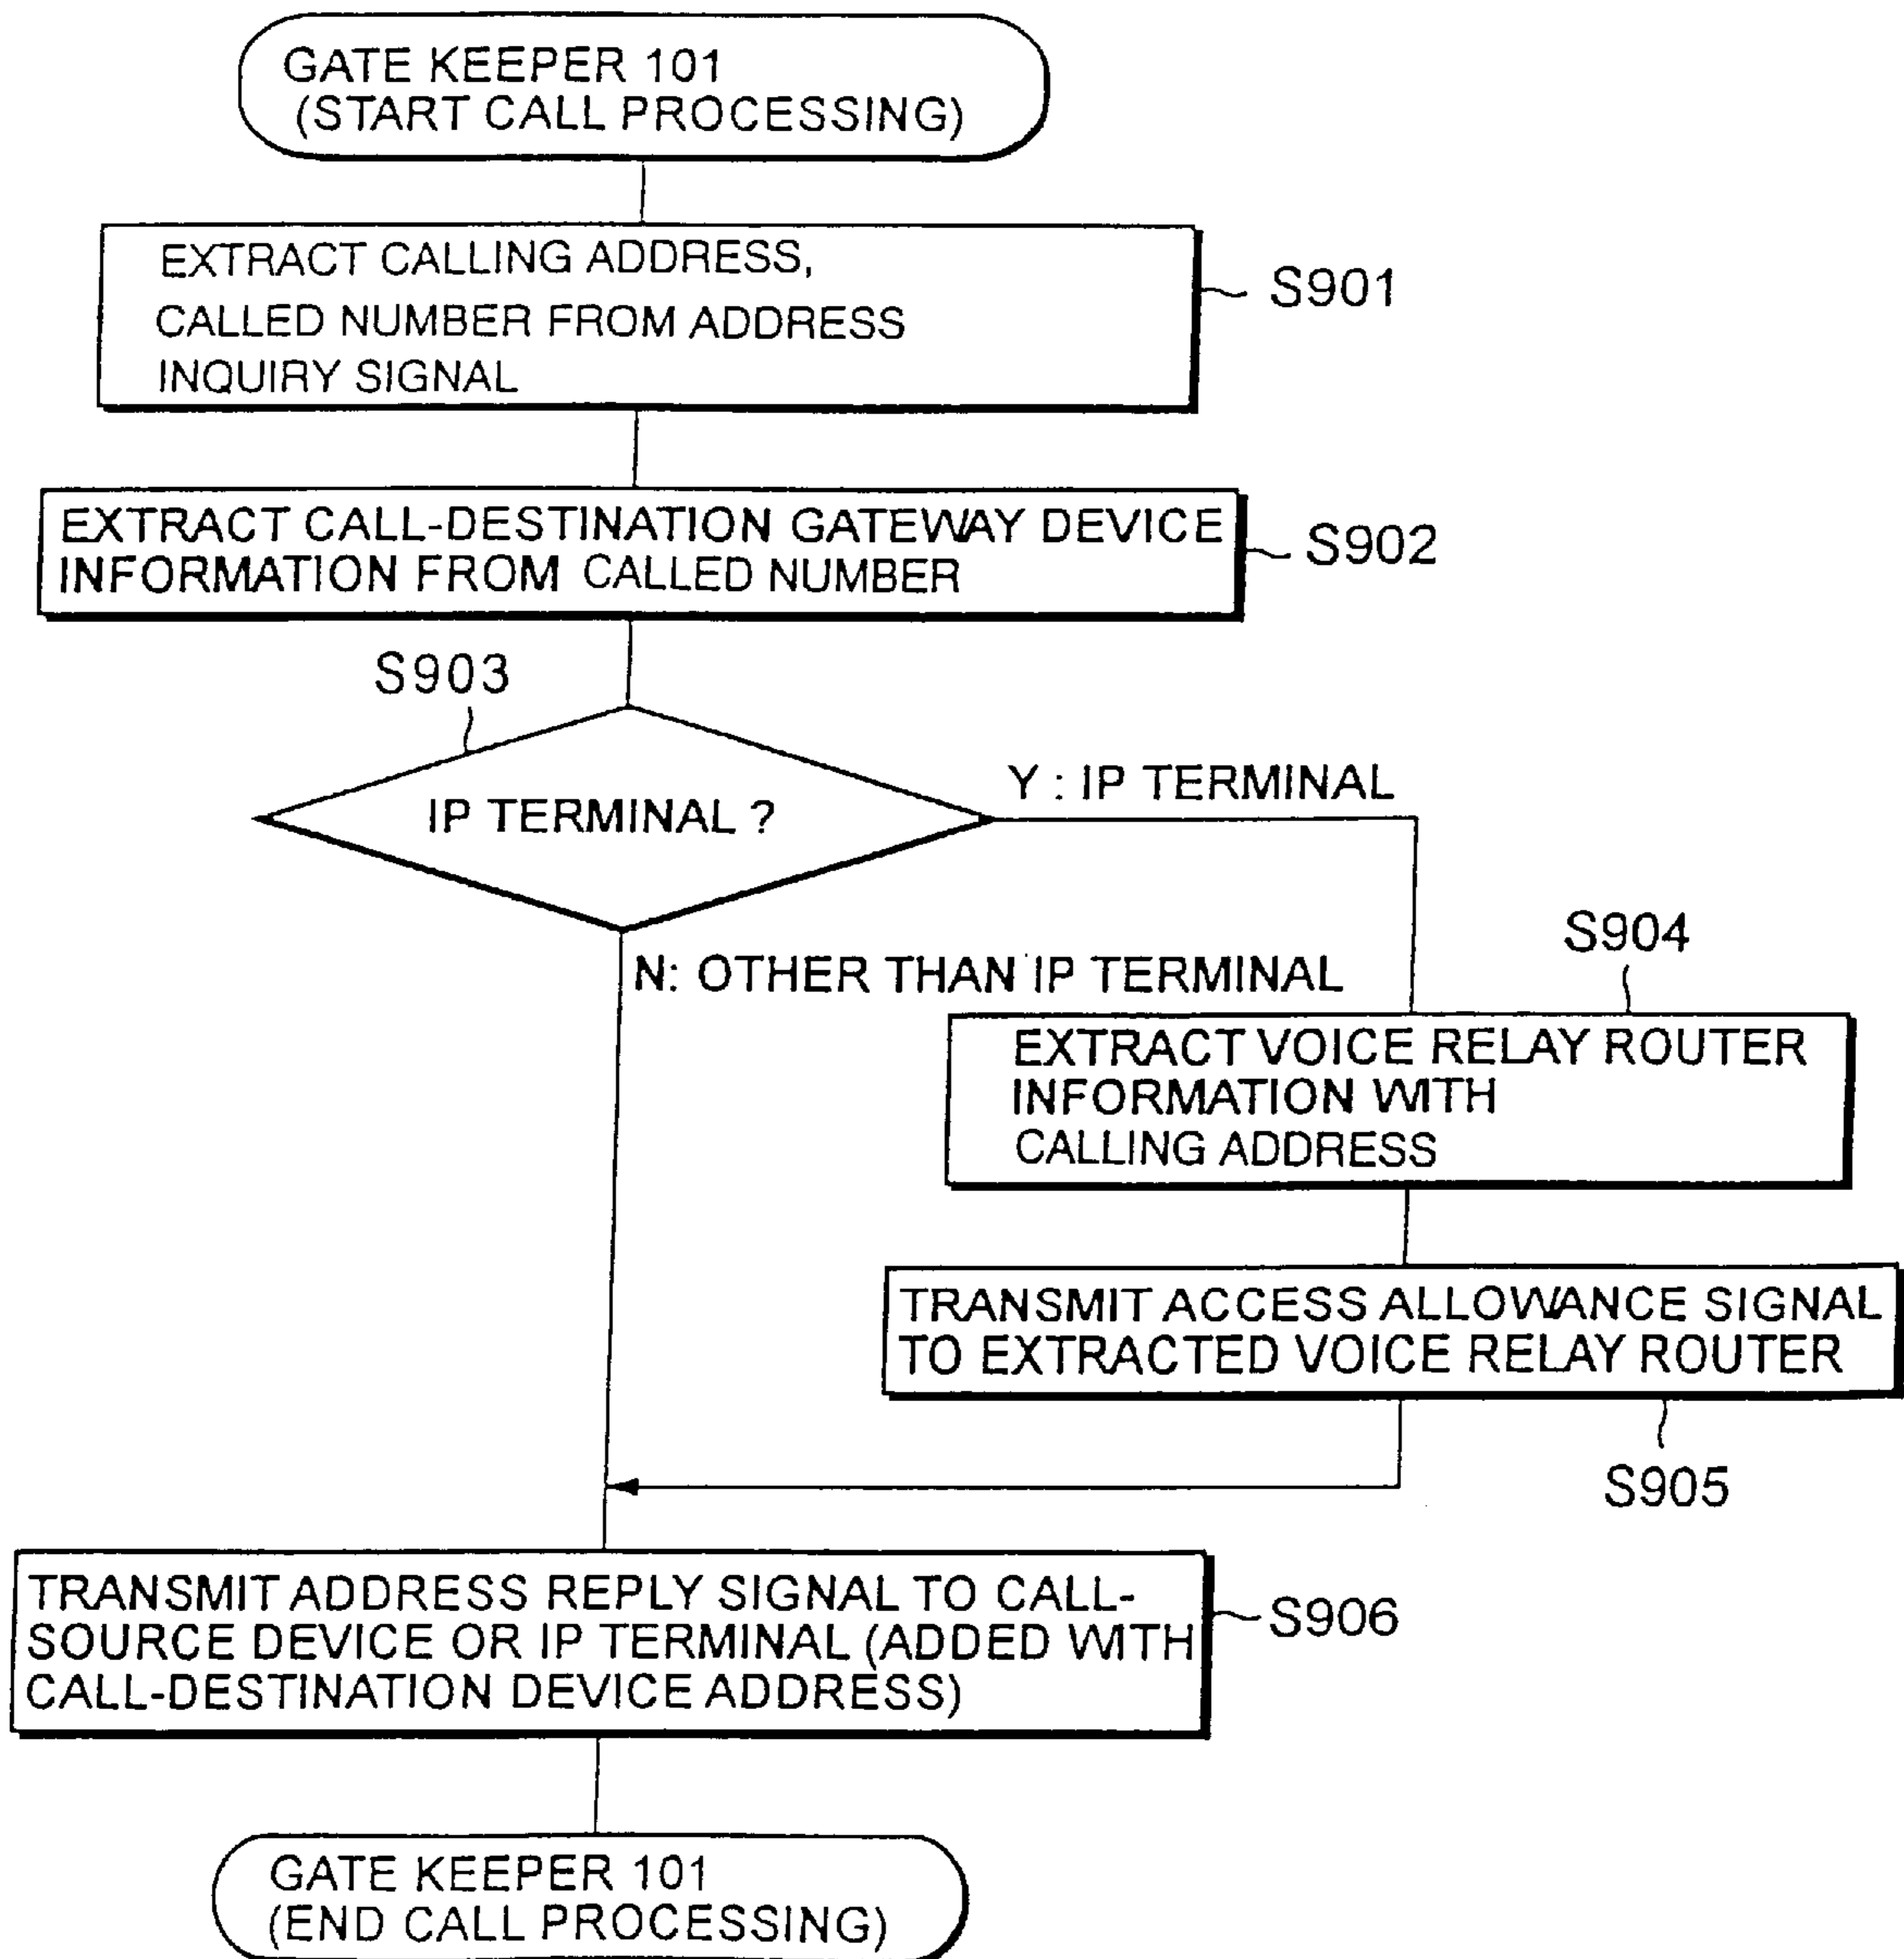 GATE KEEPER 101
(START CALL PROCESSING)
EXTRACT CALLING ADDRESS,
CALLED NUMBER FROM ADDRESS
INQUIRY SIGNAL
S901
EXTRACT CALL-DESTINATION GATEWAY DEVICE
INFORMATION FROM CALLED NUMBER
S902
S903
IP TERMINAL ?
Y : IP TERMINAL
N: OTHER THAN IP TERMINAL
S904
EXTRACT VOICE RELAY ROUTER
INFORMATION WITH
CALLING ADDRESS
TRANSMIT ACCESS ALLOWANCE SIGNAL
TO EXTRACTED VOICE RELAY ROUTER
S905
TRANSMIT ADDRESS REPLY SIGNAL TO CALL-
SOURCE DEVICE OR IP TERMINAL (ADDED WITH
CALL-DESTINATION DEVICE ADDRESS)
S906
GATE KEEPER 101
(END CALL PROCESSING)